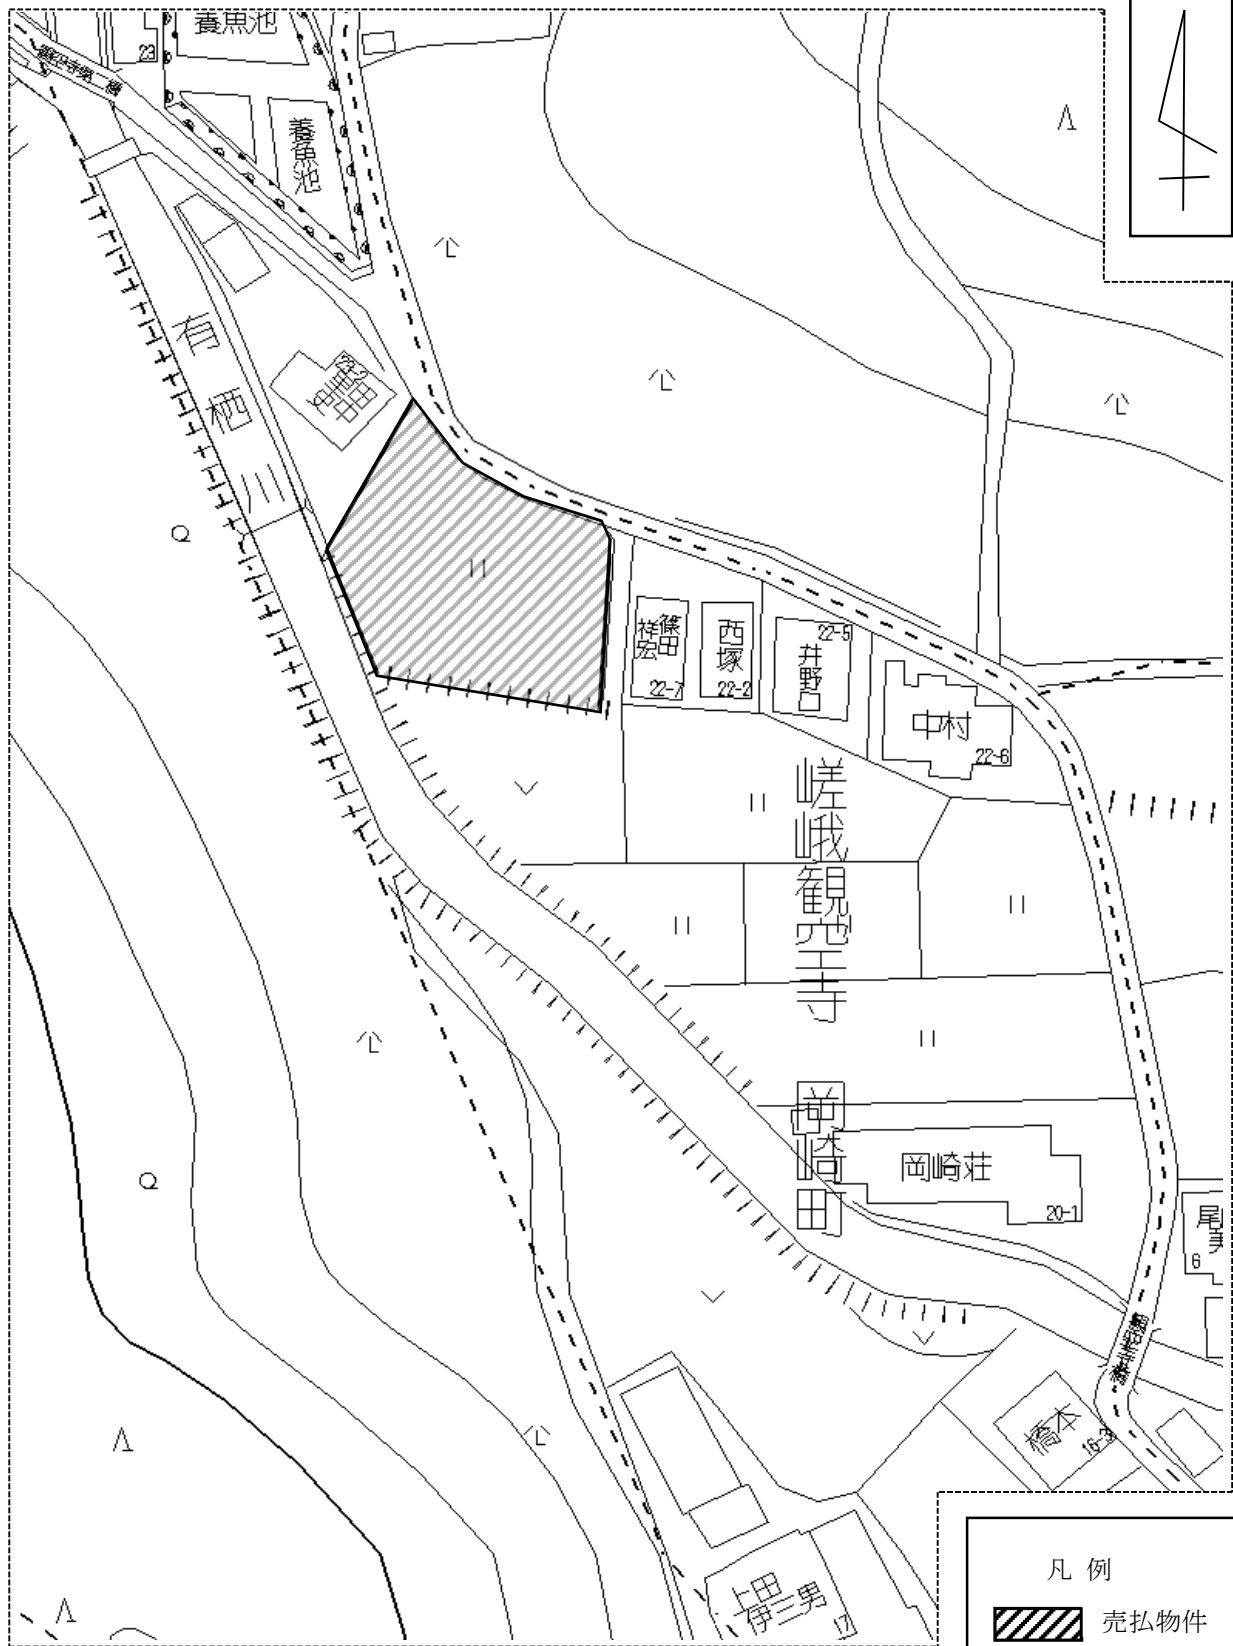 養魚池
23
養魚池
有栖川
篠田
祥宏
22-7
西塚
22-2
井野口
22-5
中村
22-6
嵯峨観空寺
岡崎町
岡崎荘
20-1
6
橋本
16-3
上田
伊三男
17
凡 例
売払物件